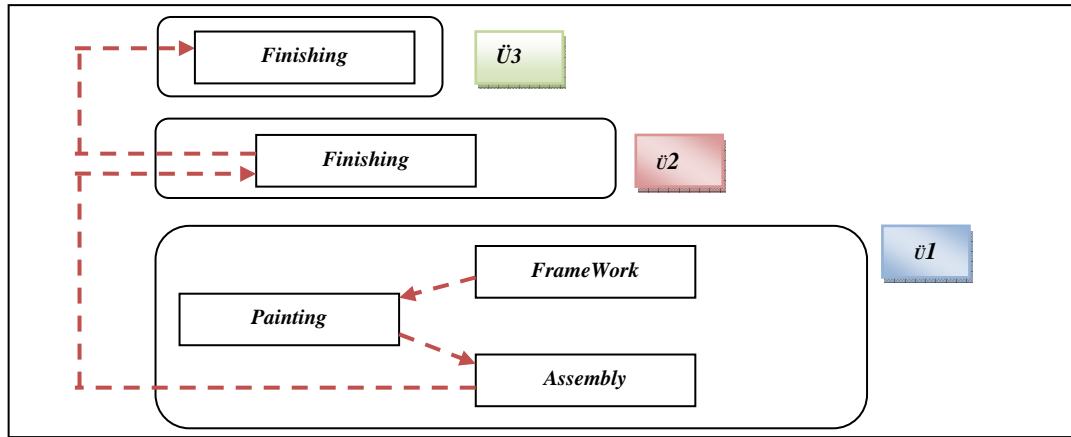 Finishing
Ü3
Finishing
Ü2
Ü1
FrameWork
Painting
Assembly